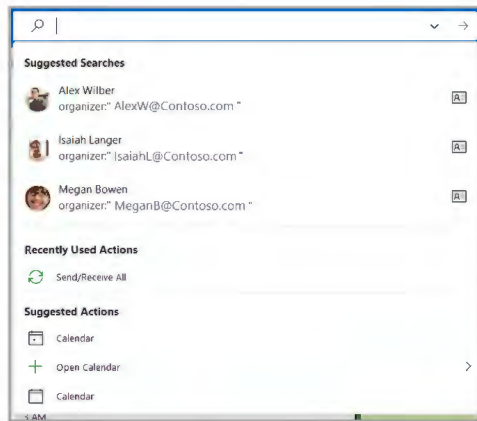 Suggested Searches
Alex Wilber
organizer:" AlexW@Contoso.com "
Isaiah Langer
organizer:" IsaiahL@Contoso.com "
Megan Bowen
organizer:" MeganB@Contoso.com "
Recently Used Actions
Send/Receive All
Suggested Actions
Calendar
Open Calendar
Calendar
AM